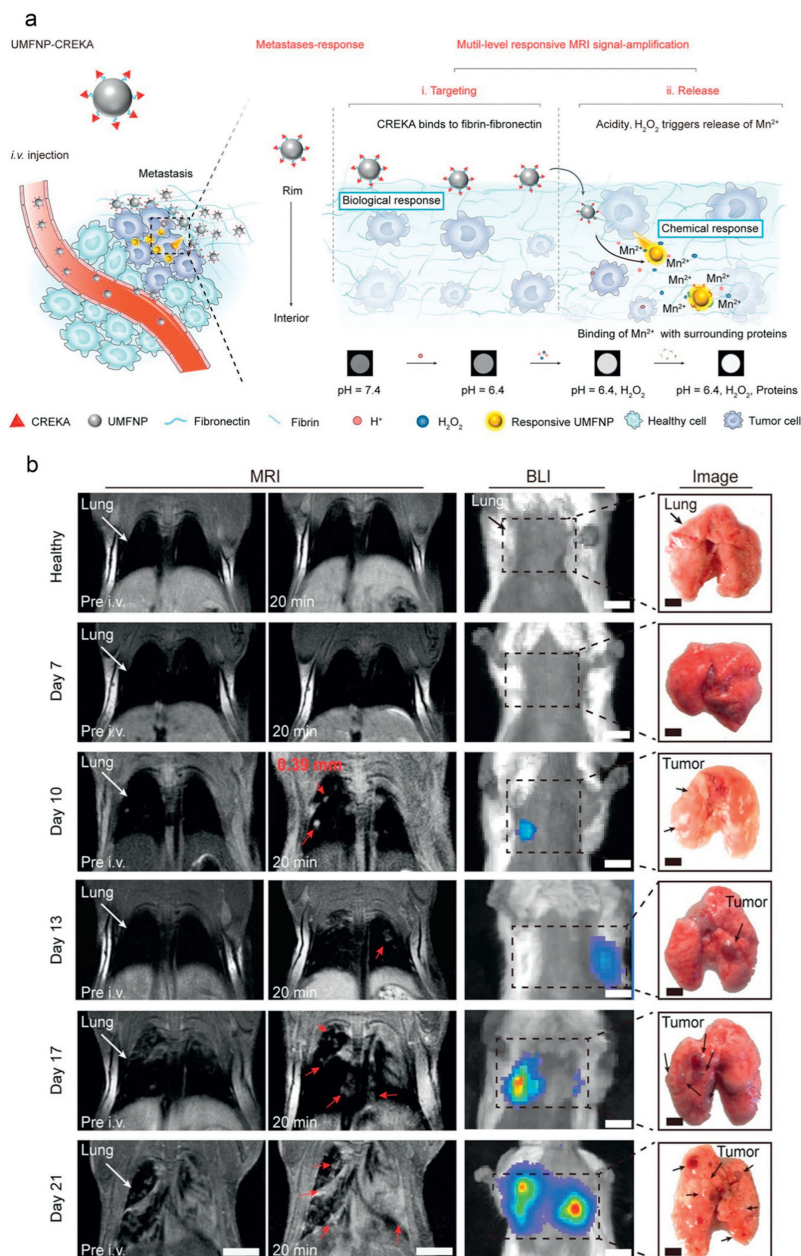 a
UMFNP-CREKA
Metastases-response
Mutil-level responsive MRI signal-amplification
i. Targeting
ii. Release
CREKA binds to fibrin-fibronectin
Acidity, H₂O₂ triggers release of Mn²⁺
i.v. injection
Metastasis
Rim
Interior
Biological response
Chemical response
Mn²⁺
Mn²⁺
Mn²⁺
Mn²⁺
Mn²⁺
Mn²⁺
Binding of Mn²⁺ with surrounding proteins
pH = 7.4
pH = 6.4
pH = 6.4, H₂O₂
pH = 6.4, H₂O₂, Proteins
CREKA
UMFNP
Fibronectin
Fibrin
H⁺
H₂O₂
Responsive UMFNP
Healthy cell
Tumor cell
b
MRI
BLI
Image
Healthy
Lung
Pre i.v.
20 min
Lung
Lung
Day 7
Lung
Pre i.v.
20 min
Day 10
Lung
Pre i.v.
0.39 mm
20 min
Tumor
Day 13
Lung
Pre i.v.
20 min
Tumor
Day 17
Lung
Pre i.v.
20 min
Tumor
Day 21
Lung
Pre i.v.
20 min
Tumor